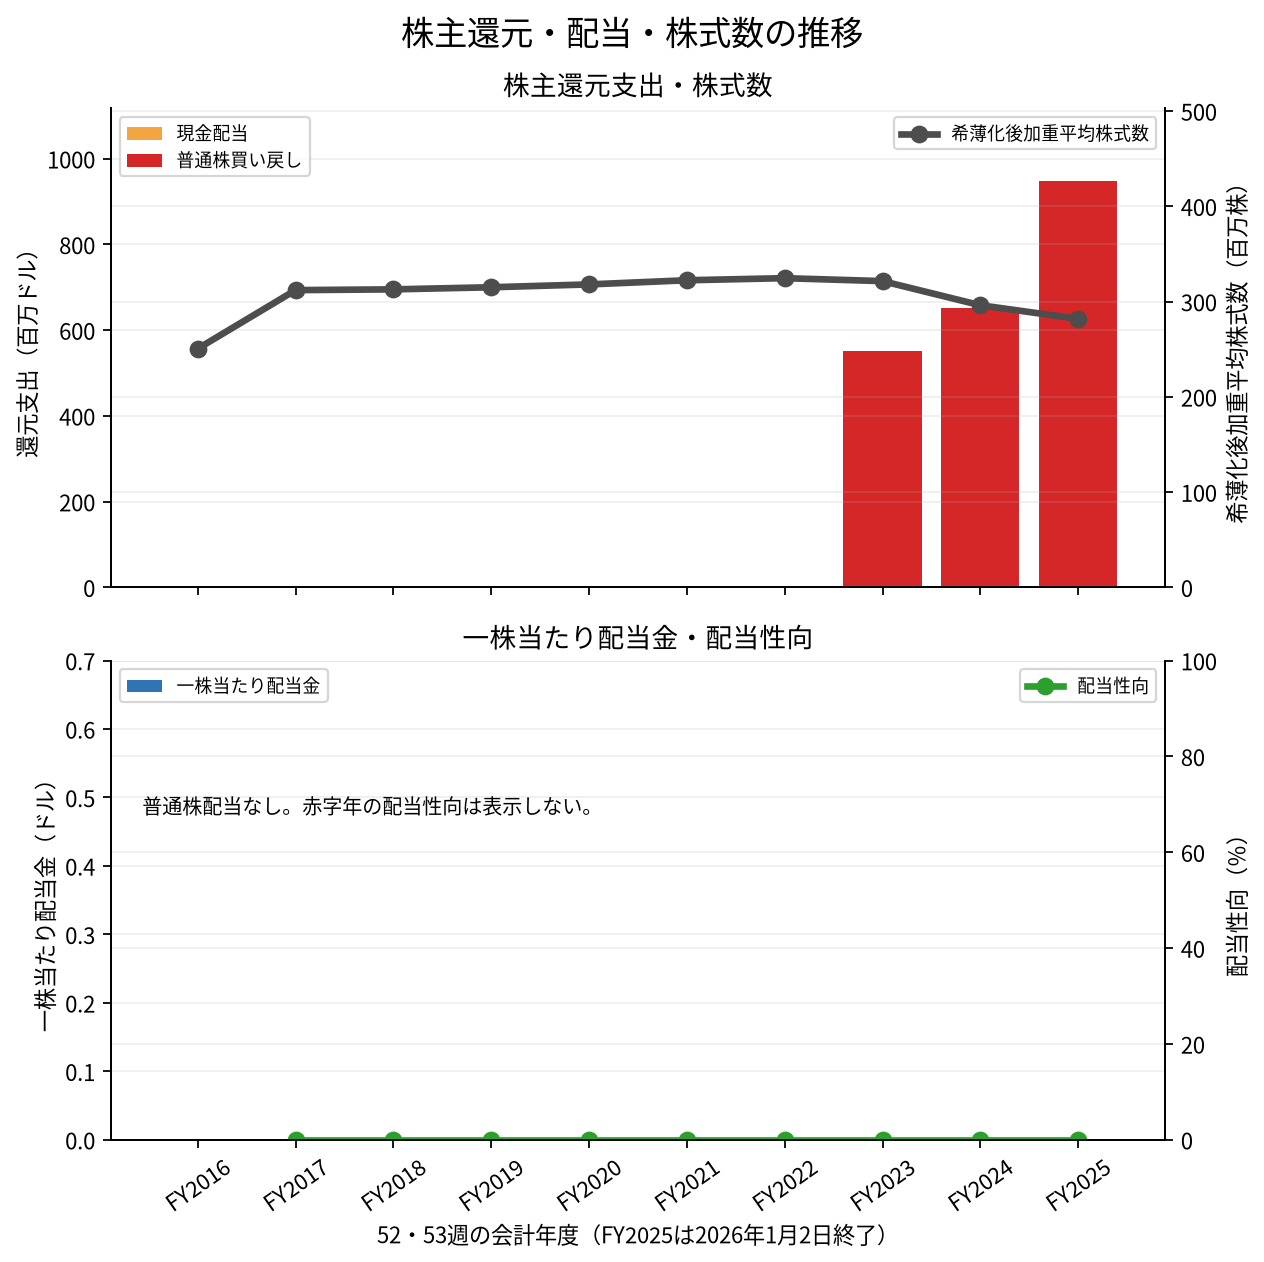 株主還元・配当・株式数の推移
株主還元支出・株式数
現金配当
普通株買い戻し
希薄化後加重平均株式数
還元支出（百万ドル）
1000
800
600
400
200
0
500
400
300
200
100
0
希薄化後加重平均株式数（百万株）
一株当たり配当金・配当性向
一株当たり配当金
配当性向
普通株配当なし。赤字年の配当性向は表示しない。
一株当たり配当金（ドル）
0.7
0.6
0.5
0.4
0.3
0.2
0.1
0.0
100
80
60
40
20
0
配当性向（%）
FY2016
FY2017
FY2018
FY2019
FY2020
FY2021
FY2022
FY2023
FY2024
FY2025
52・53週の会計年度（FY2025は2026年1月2日終了）